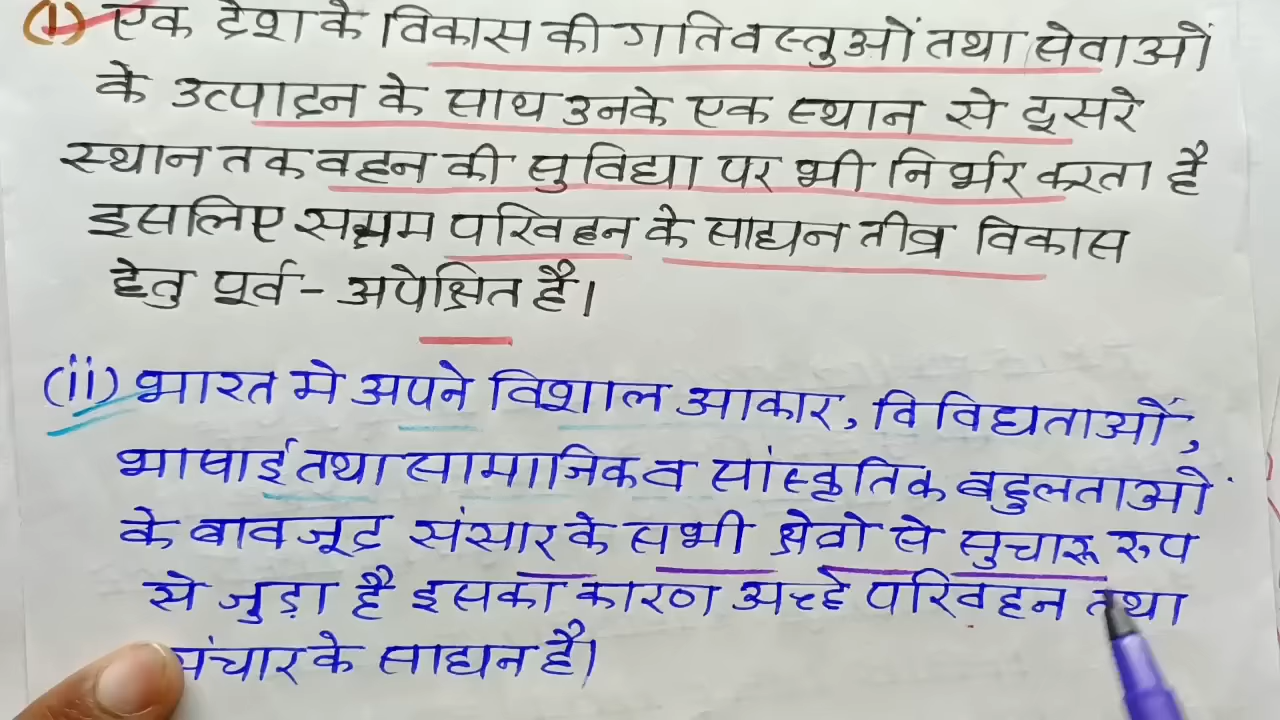 (1) एक देश के विकास की गति वस्तुओं तथा सेवाओं
के उत्पादन के साथ उनके एक स्थान से दुसरे
स्थान तक वहन की सुविधा पर भी निर्भर करता है
इसलिए सक्षम परिवहन के साधन तीव्र विकास
हेतु पूर्व - अपेक्षित है।
(ii) भारत मे अपने विशाल आकार, विविधताओं,
भाषाई तथा सामाजिक व सांस्कृतिक बहुलताओं
के बावजूद संसार के सभी क्षेत्रो से सुचारू रुप
से जुड़ा है इसका कारण अच्छे परिवहन तथा
संचार के साधन है।